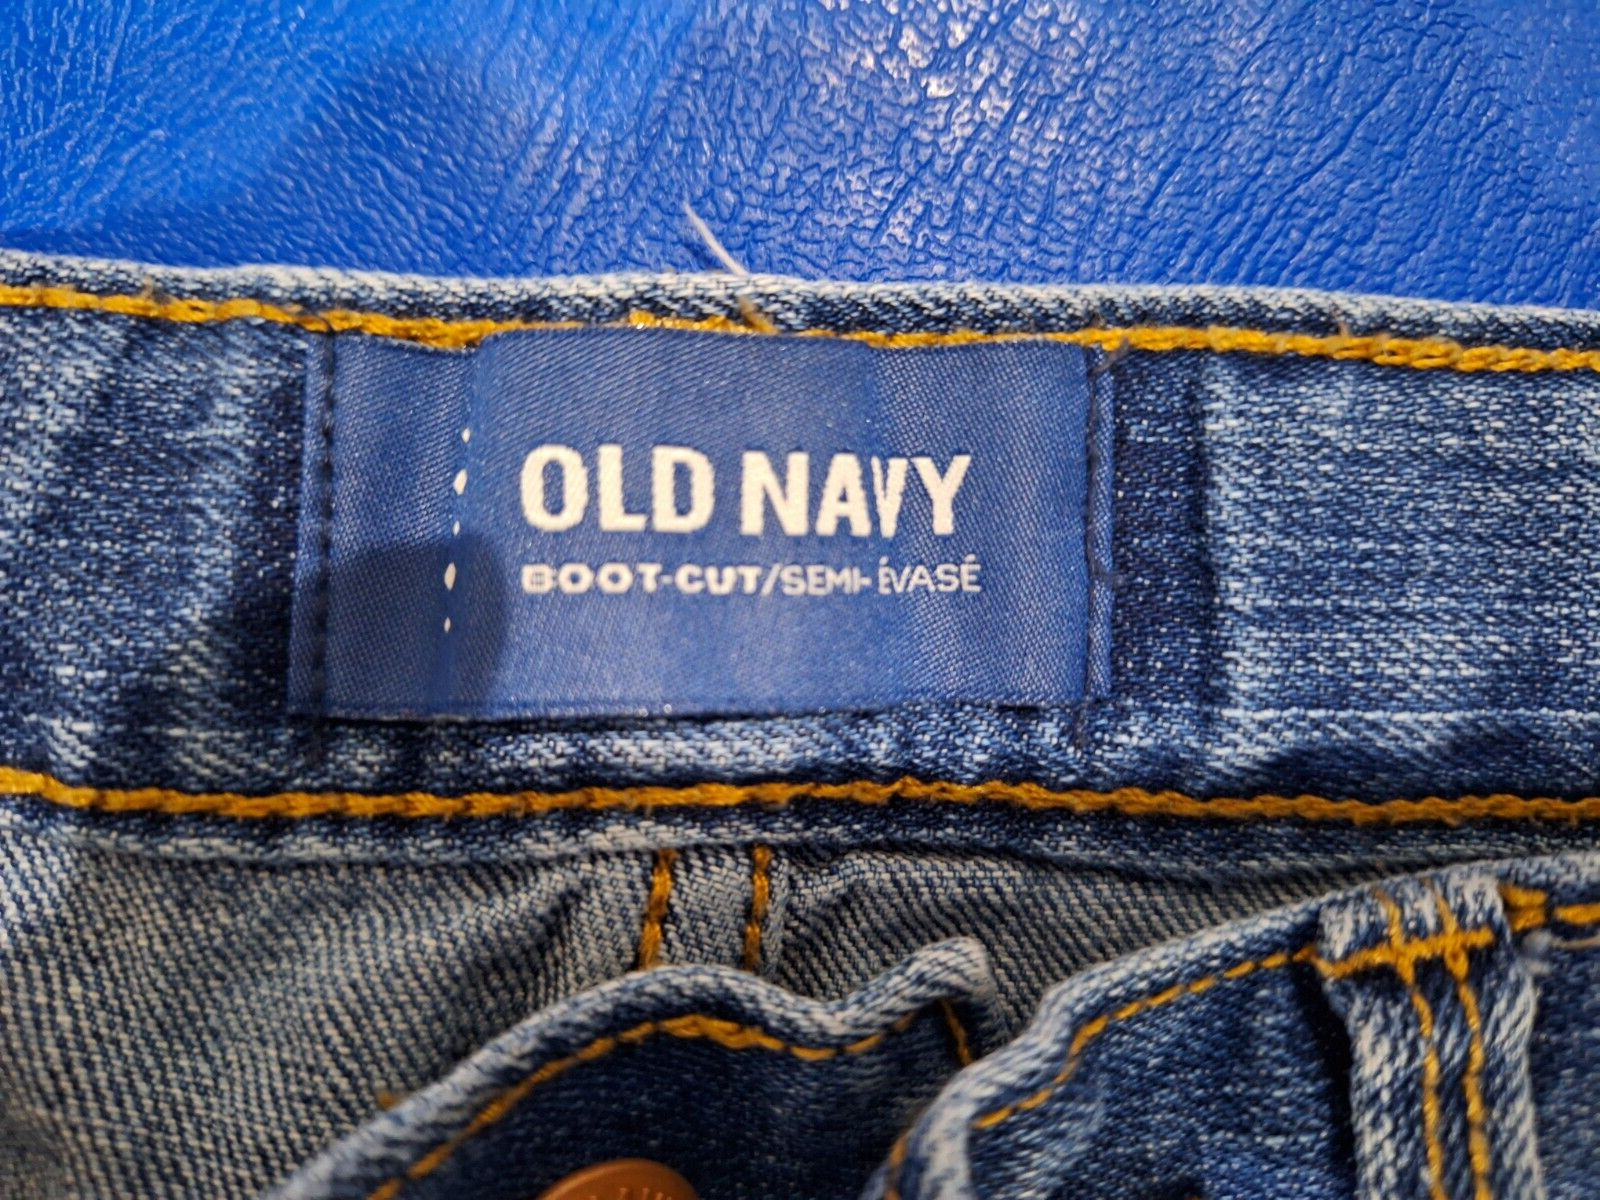 OLD NAVY
BOOT-CUT/SEMI-ÉVASÉ